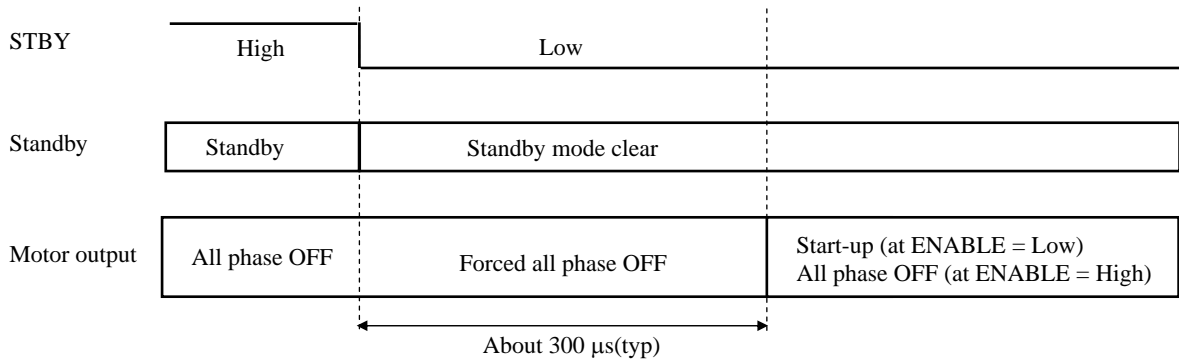 STBY
High
Low
Standby
Standby
Standby mode clear
Motor output
All phase OFF
Forced all phase OFF
Start-up (at ENABLE = Low)
All phase OFF (at ENABLE = High)
About 300 μs(typ)